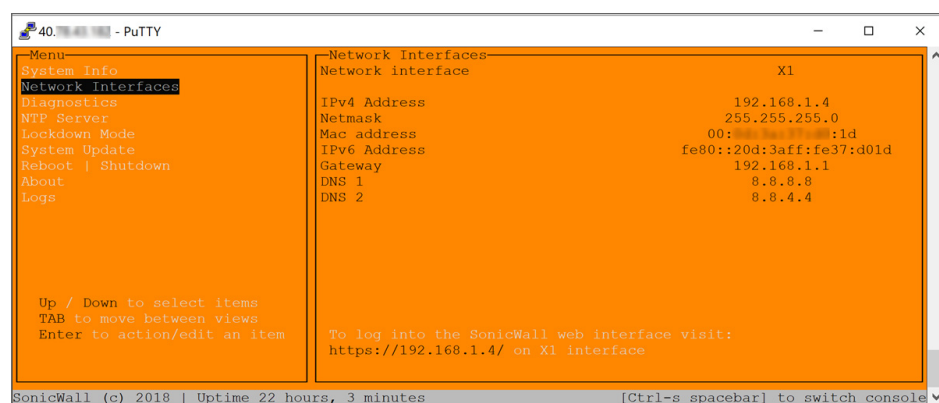 40. - PuTTY
Menu
System Info
Network Interfaces
Diagnostics
NTP Server
Lockdown Mode
System Update
Reboot | Shutdown
About
Logs
Up / Down to select items
TAB to move between views
Enter to action/edit an item
Network Interfaces
Network interface X1
IPv4 Address 192.168.1.4
Netmask 255.255.255.0
Mac address 00: :1d
IPv6 Address fe80::20d:3aff:fe37:d01d
Gateway 192.168.1.1
DNS 1 8.8.8.8
DNS 2 8.8.4.4
To log into the SonicWall web interface visit:
https://192.168.1.4/ on X1 interface
SonicWall (c) 2018 | Uptime 22 hours, 3 minutes [Ctrl-s spacebar] to switch console